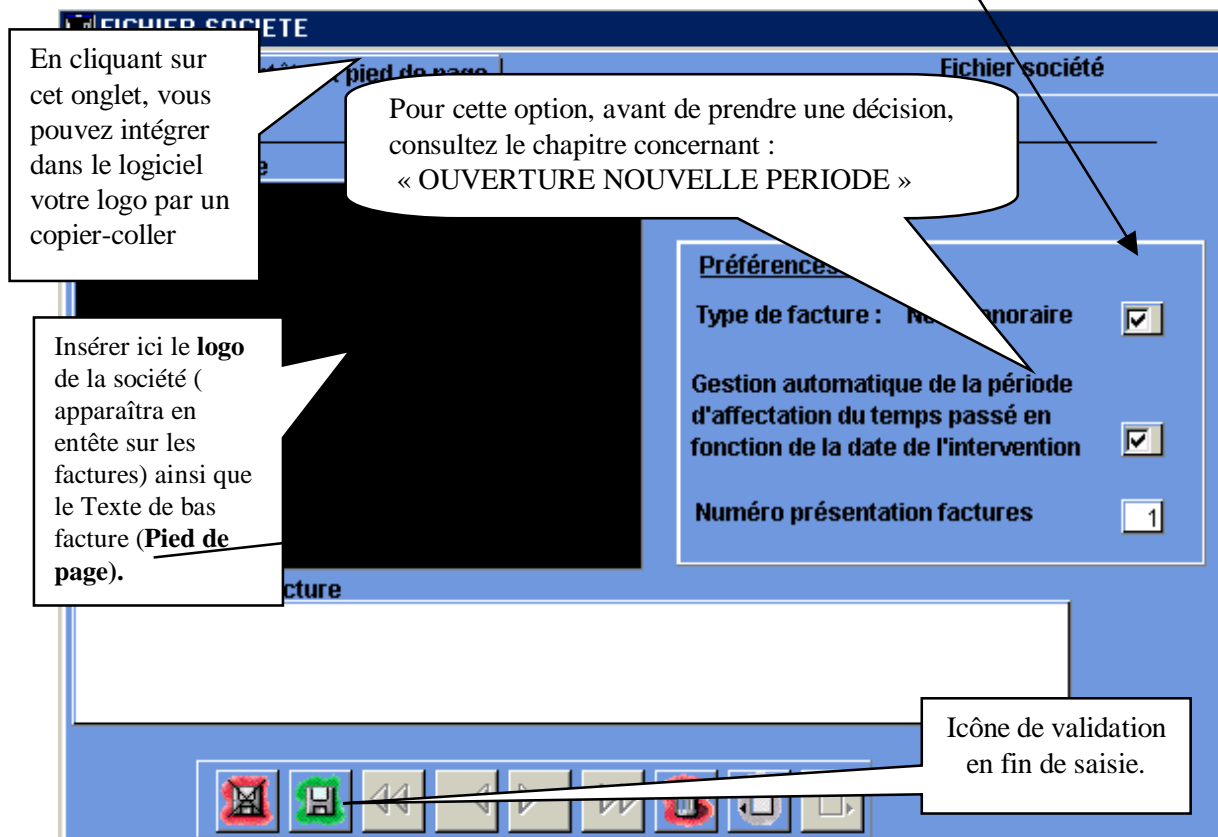 FICHIER SOCIETE
pied de page
Fichier société
En cliquant sur
cet onglet, vous
pouvez intégrer
dans le logiciel
votre logo par un
copier-coller
Pour cette option, avant de prendre une décision,
consultez le chapitre concernant :
« OUVERTURE NOUVELLE PERIODE »
Insérer ici le logo
de la société (
apparaîtra en
entête sur les
factures) ainsi que
le Texte de bas
facture (Pied de
page).
Préférences
Type de facture :
Gestion automatique de la période
d'affectation du temps passé en
fonction de la date de l'intervention
Numéro présentation factures
1
Icône de validation
en fin de saisie.